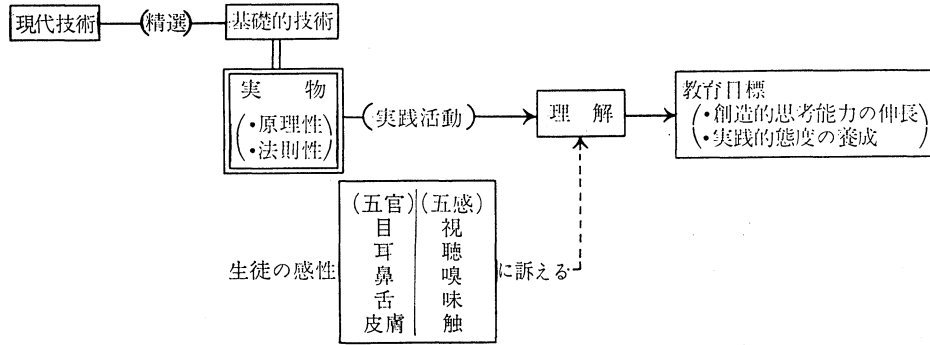 現代技術 (精選) 基礎的技術
実物
・原理性
・法則性
(実践活動)
理解
教育目標
・創造的思考能力の伸長
・実践的態度の養成
(五官) (五感)
目 視
耳 聴
生徒の感性 鼻 嗅 に訴える
舌 味
皮膚 触